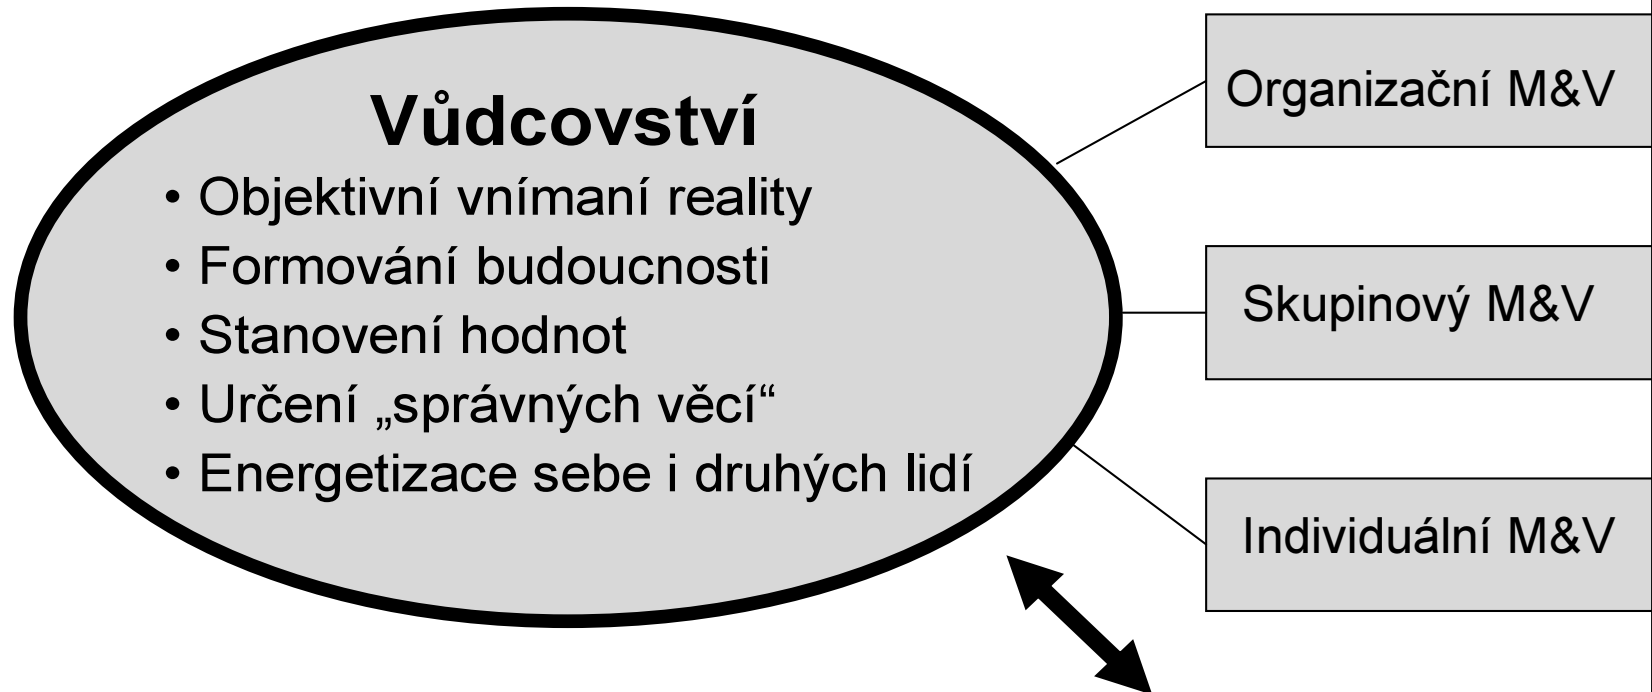 Vůdcovství
• Objektivní vnímaní reality
• Formování budoucnosti
• Stanovení hodnot
• Určení „správných věcí“
• Energetizace sebe i druhých lidí
Organizační M&V
Skupinový M&V
Individuální M&V